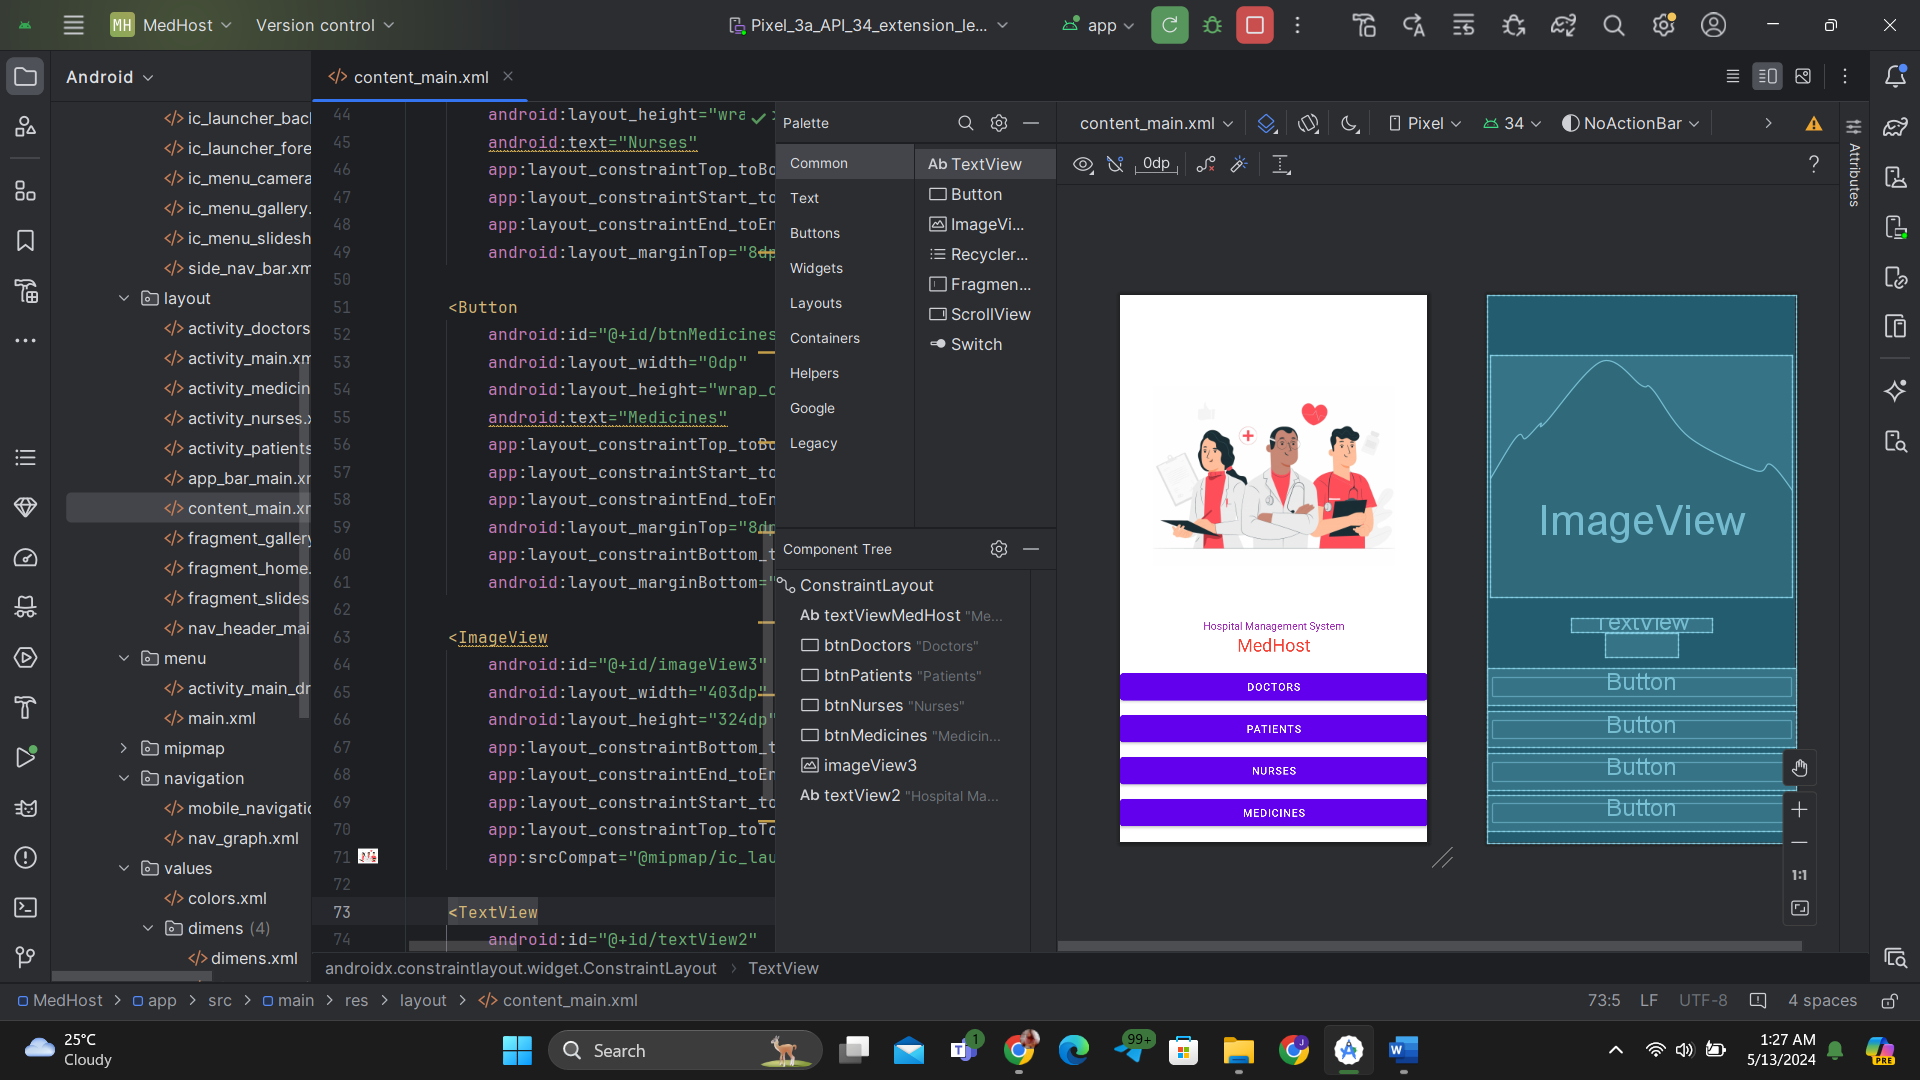 MH MedHost Version control Pixel_3a_API_34_extension_le... app
Android
content_main.xml
ic_launcher_bac
ic_launcher_fore
ic_menu_camera
ic_menu_gallery.
ic_menu_slidesh
side_nav_bar.xm
layout
activity_doctors
activity_main.xm
activity_medicin
activity_nurses.x
activity_patients
app_bar_main.xr
content_main.xr
fragment_gallery
fragment_home.
fragment_slides
nav_header_mai
menu
activity_main_dr
main.xml
mipmap
navigation
mobile_navigatio
nav_graph.xml
values
colors.xml
dimens (4)
dimens.xml
44 android:layout_height="wra
45 android:text="Nurses"
46 app:layout_constraintTop_toBo
47 app:layout_constraintStart_to
48 app:layout_constraintEnd_toEn
49 android:layout_marginTop="8dp
50
51 <Button
52 android:id="@+id/btnMedicines
53 android:layout_width="0dp"
54 android:layout_height="wrap_c
55 android:text="Medicines"
56 app:layout_constraintTop_toBo
57 app:layout_constraintStart_to
58 app:layout_constraintEnd_toEn
59 android:layout_marginTop="8dp
60 app:layout_constraintBottom_t
61 android:layout_marginBottom="
62
63 <ImageView
64 android:id="@+id/imageView3"
65 android:layout_width="403dp"
66 android:layout_height="324dp"
67 app:layout_constraintBottom_t
68 app:layout_constraintEnd_toEn
69 app:layout_constraintStart_to
70 app:layout_constraintTop_toTo
71 app:srcCompat="@mipmap/ic_lau
72
73 <TextView
74 android:id="@+id/textView2"
androidx.constraintlayout.widget.ConstraintLayout TextView
Palette
Common
Text
Buttons
Widgets
Layouts
Containers
Helpers
Google
Legacy
Ab TextView
Button
ImageVi...
Recycler...
Fragmen...
ScrollView
Switch
Component Tree
ConstraintLayout
Ab textViewMedHost "Me...
btnDoctors "Doctors"
btnPatients "Patients"
btnNurses "Nurses"
btnMedicines "Medicin...
imageView3
Ab textView2 "Hospital Ma...
content_main.xml Pixel 34 NoActionBar
0dp ?
Attributes
Hospital Management System
MedHost
DOCTORS
PATIENTS
NURSES
MEDICINES
ImageView
TextView
Button
Button
Button
Button
1:1
MedHost app src main res layout content_main.xml
73:5 LF UTF-8 4 spaces
25°C
Cloudy
Search
1
99+
1:27 AM
5/13/2024
PRE